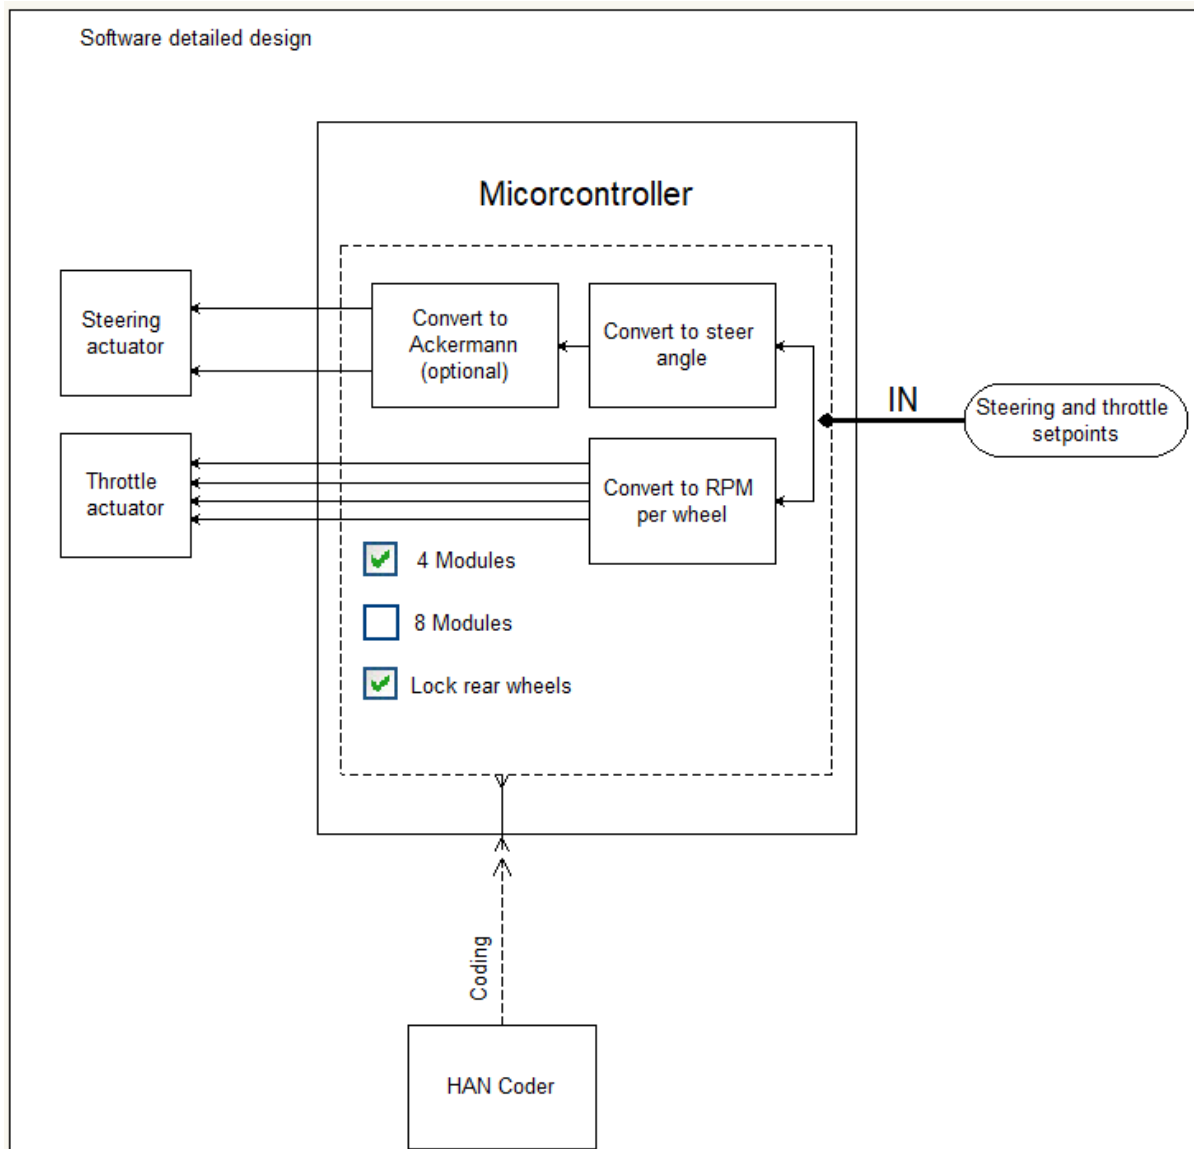 Software detailed design
Micorcontroller
Steering
actuator
Convert to
Ackermann
(optional)
Convert to steer
angle
IN
Steering and throttle
setpoints
Throttle
actuator
Convert to RPM
per wheel
4 Modules
8 Modules
Lock rear wheels
Coding
HAN Coder